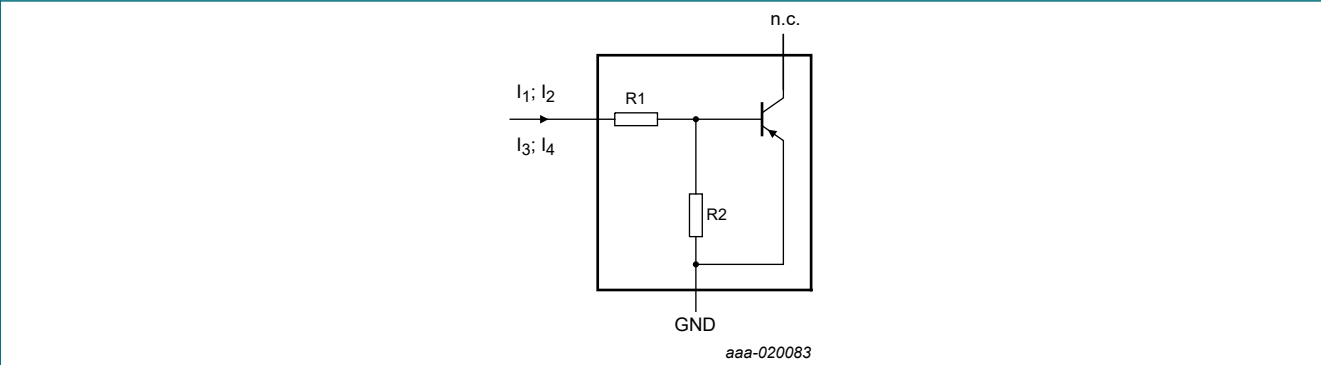 n.c.
I1; I2
R1
I3; I4
R2
GND
aaa-020083